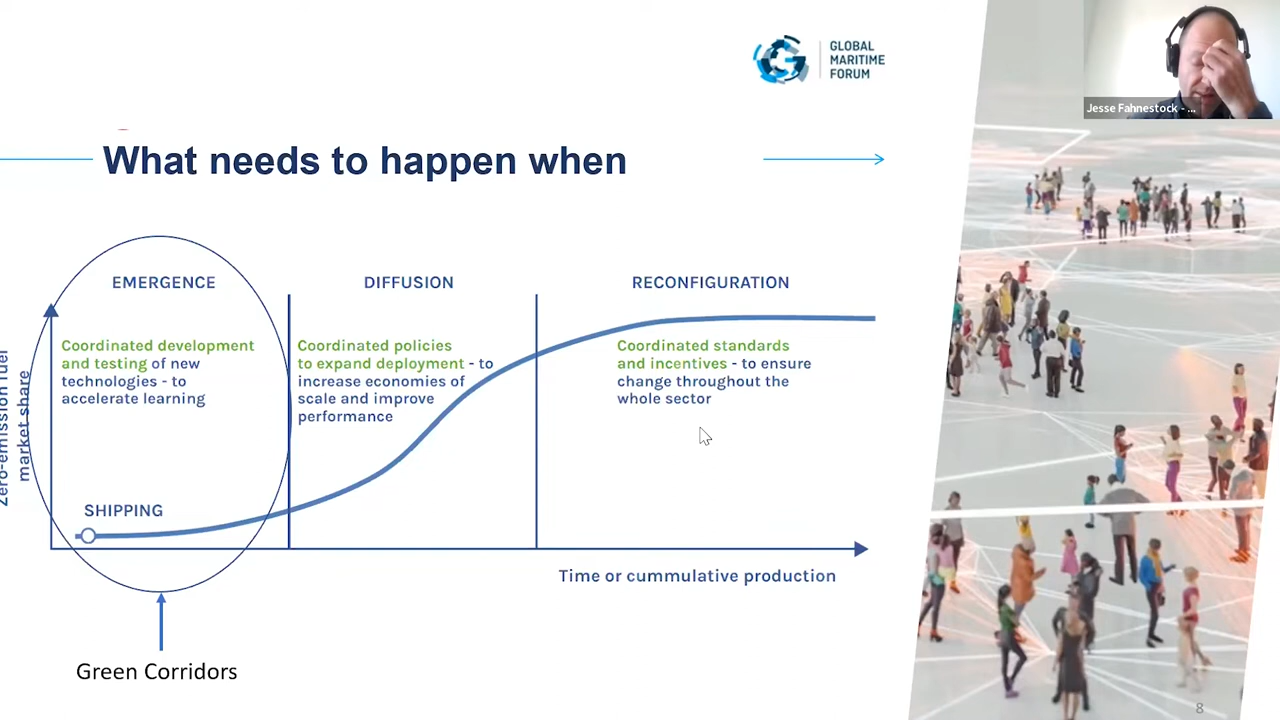 GLOBAL
MARITIME
FORUM
Jesse Fahnestock - ...
What needs to happen when
EMERGENCE
DIFFUSION
RECONFIGURATION
Coordinated development
and testing of new
technologies - to
accelerate learning
Coordinated policies
to expand deployment - to
increase economies of
scale and improve
performance
Coordinated standards
and incentives - to ensure
change throughout the
whole sector
Zero-emission fuel
market share
SHIPPING
Time or cummulative production
Green Corridors
8